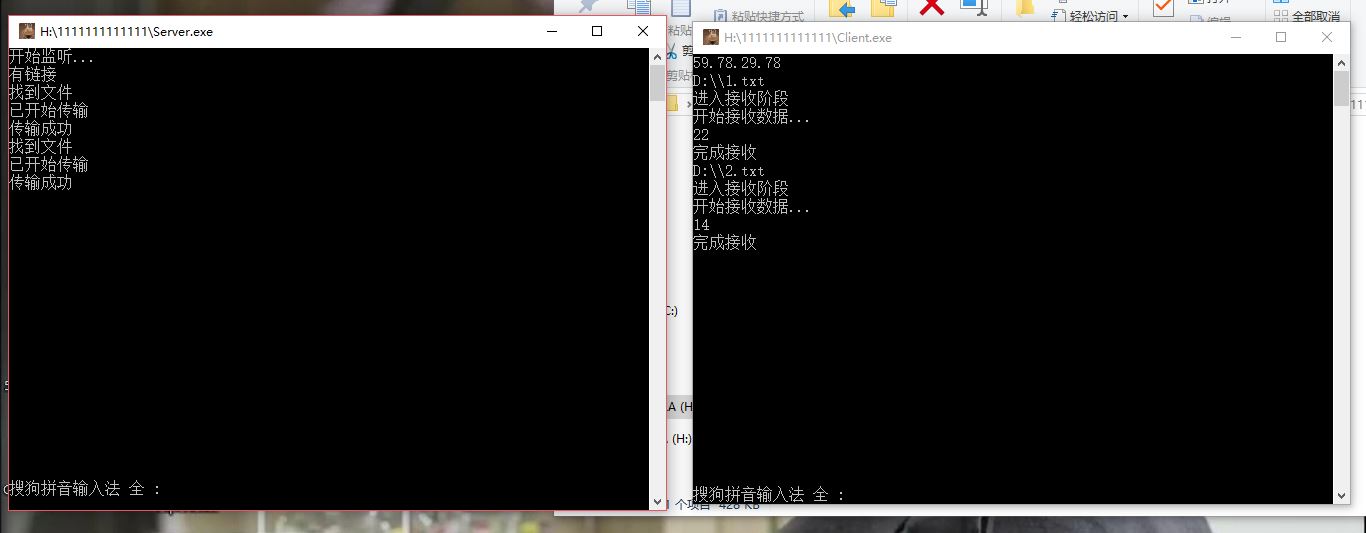 粘贴快捷方式
轻松访问
全部取消
H:\1111111111111\Server.exe
开始监听...
有链接
找到文件
已开始传输
传输成功
找到文件
已开始传输
传输成功
搜狗拼音输入法 全 :
H:\1111111111111\Client.exe
59.78.29.78
D:\\1.txt
进入接收阶段
开始接收数据...
22
完成接收
D:\\2.txt
进入接收阶段
开始接收数据...
14
完成接收
搜狗拼音输入法 全 :
C:)
A (H
(H:)
个项目 428 KB